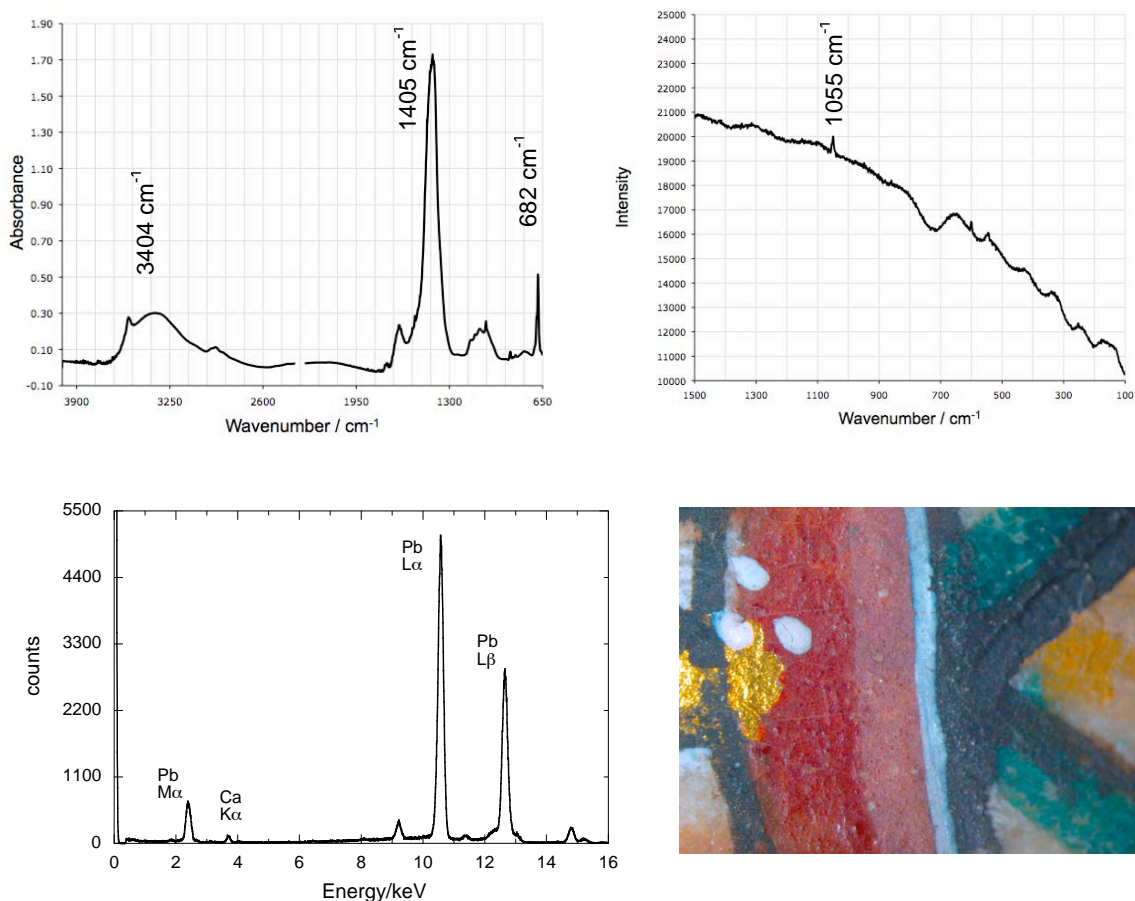 1.90
1.70
1.50
1.30
1.10
0.90
0.70
0.50
0.30
0.10
-0.10
Absorbance
3404 cm-1
1405 cm-1
682 cm-1
3900 3250 2600 1950 1300 650
Wavenumber / cm-1
25000
24000
23000
22000
21000
20000
19000
18000
17000
16000
15000
14000
13000
12000
11000
10000
Intensity
1055 cm-1
1500 1300 1100 900 700 500 300 100
Wavenumber / cm-1
5500
4400
3300
2200
1100
0
counts
Pb
Mα
Ca
Kα
Pb
Lα
Pb
Lβ
0 2 4 6 8 10 12 14 16
Energy/keV